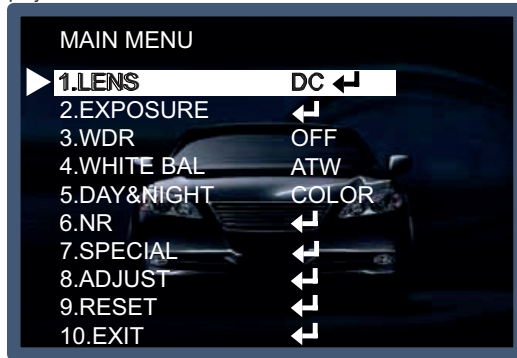 MAIN MENU
1.LENS DC ↵
2.EXPOSURE ↵
3.WDR OFF
4.WHITE BAL ATW
5.DAY&NIGHT COLOR
6.NR ↵
7.SPECIAL ↵
8.ADJUST ↵
9.RESET ↵
10.EXIT ↵